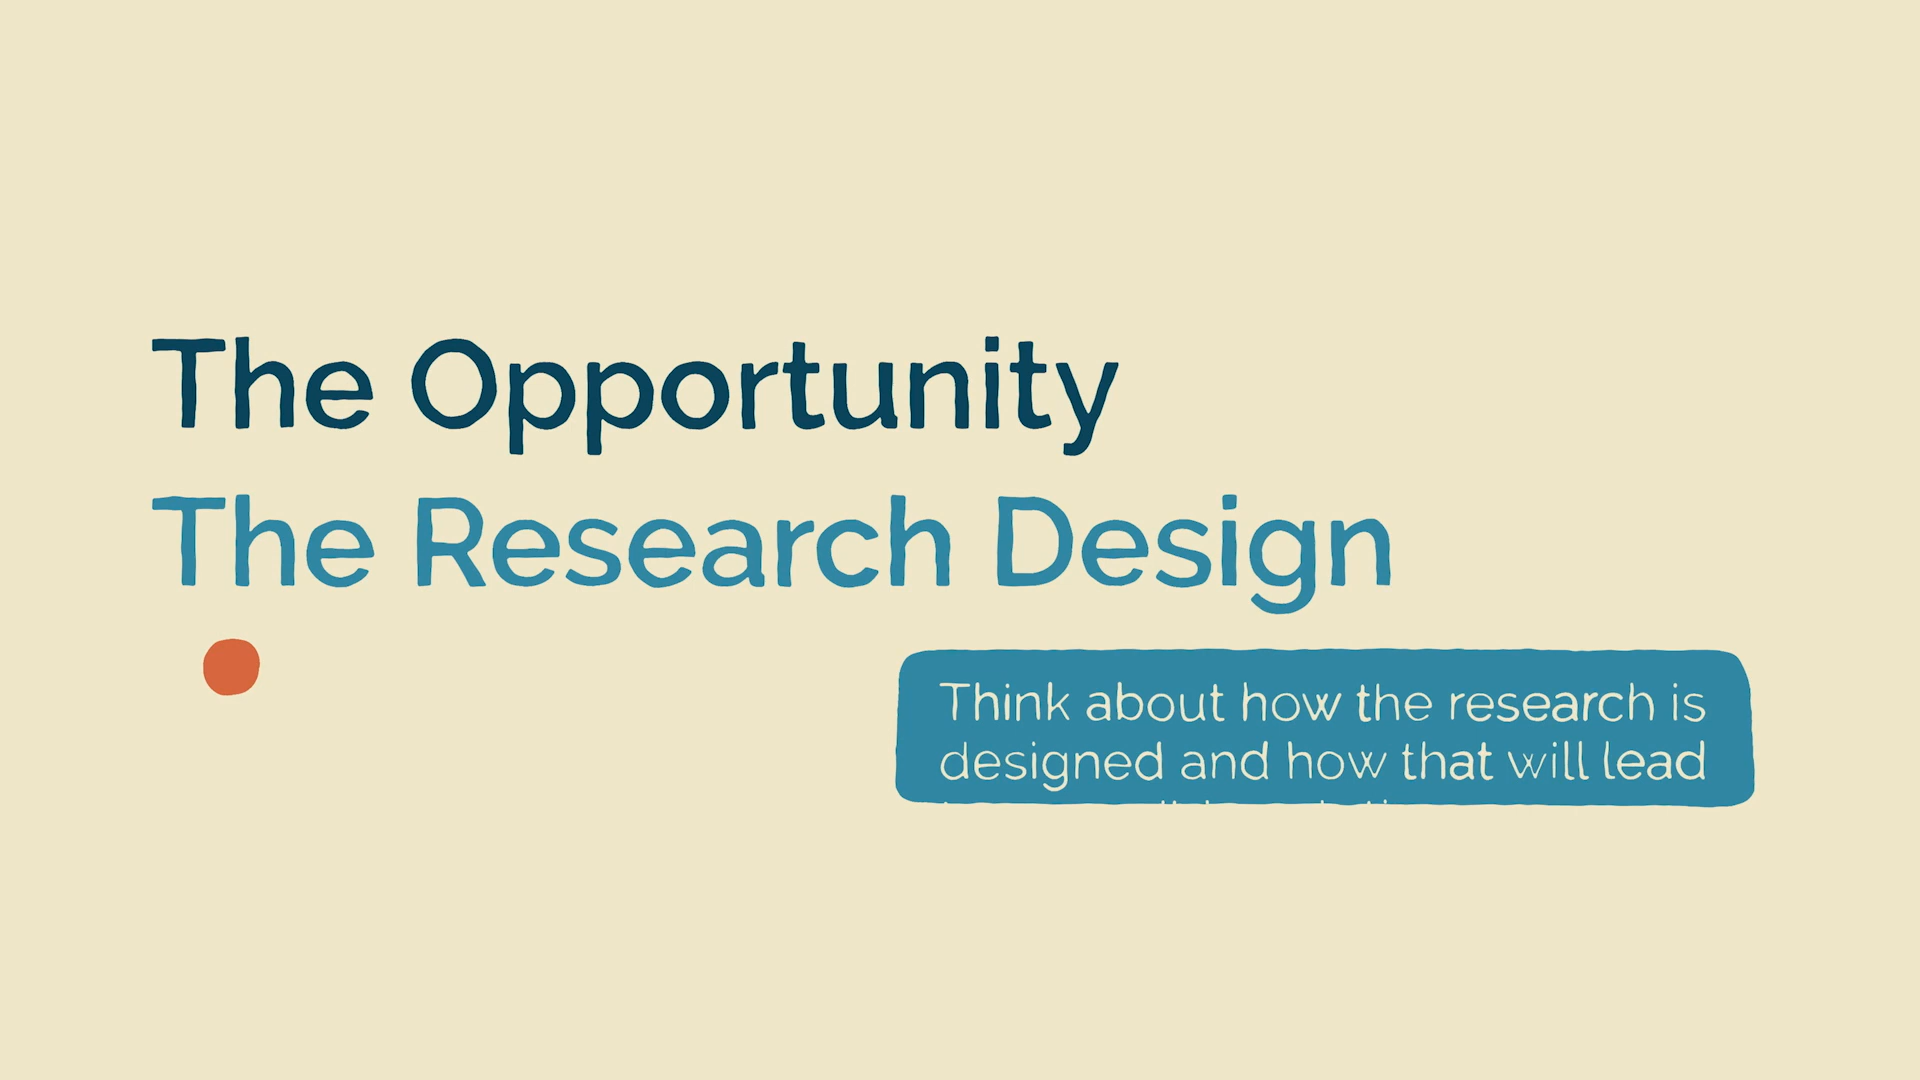 The Opportunity
The Research Design
Think about how the research is
designed and how that will lead